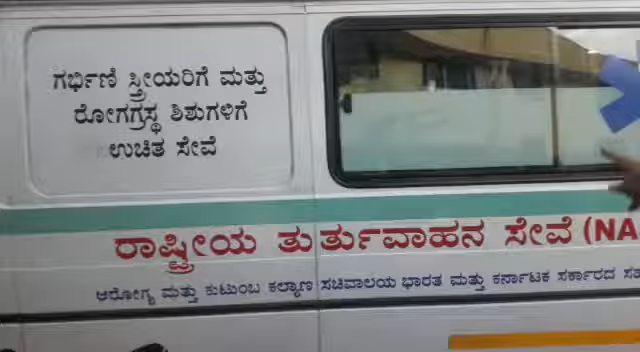 ಗರ್ಭಿಣಿ ಸ್ತ್ರೀಯರಿಗೆ ಮತ್ತು
ರೋಗಗ್ರಸ್ಥ ಶಿಶುಗಳಿಗೆ
ಉಚಿತ ಸೇವೆ
ರಾಷ್ಟ್ರೀಯ ತುರ್ತುವಾಹನ ಸೇವೆ (NA
ಆರೋಗ್ಯ ಮತ್ತು ಕುಟುಂಬ ಕಲ್ಯಾಣ ಸಚಿವಾಲಯ ಭಾರತ ಮತ್ತು ಕರ್ನಾಟಕ ಸರ್ಕಾರದ